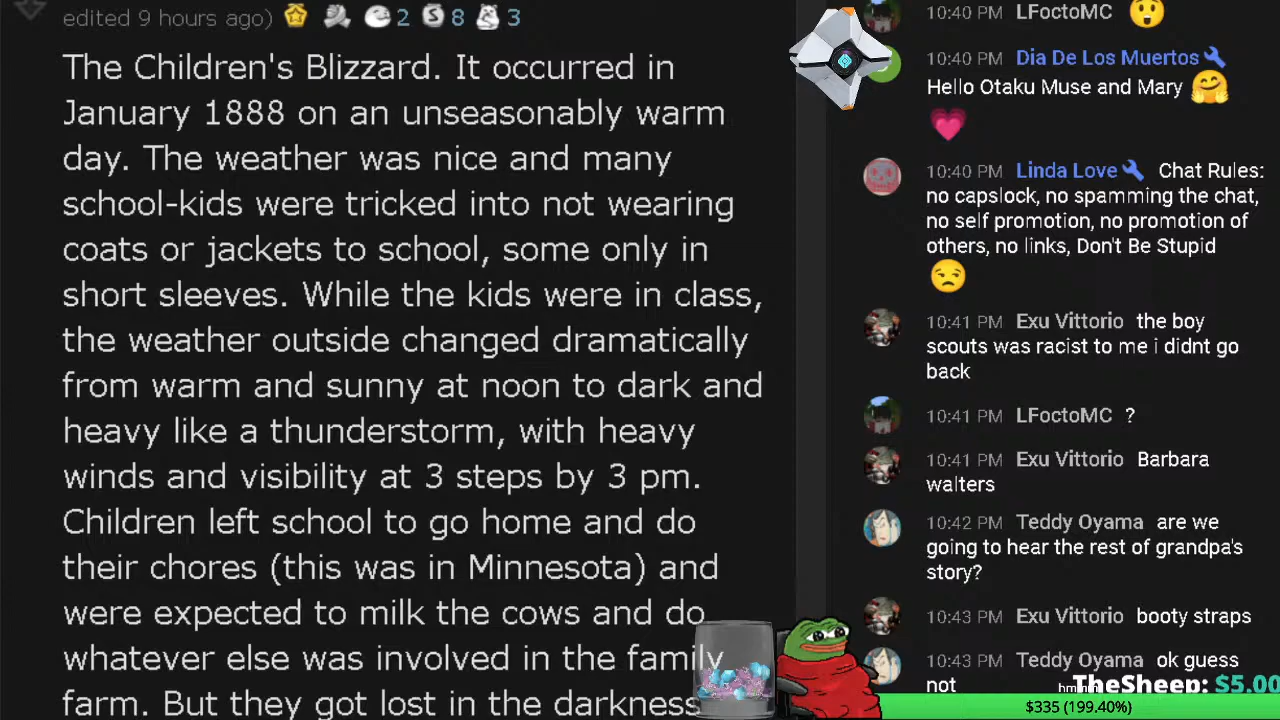 edited 9 hours ago) 2 8 3
The Children's Blizzard. It occurred in
January 1888 on an unseasonably warm
day. The weather was nice and many
school-kids were tricked into not wearing
coats or jackets to school, some only in
short sleeves. While the kids were in class,
the weather outside changed dramatically
from warm and sunny at noon to dark and
heavy like a thunderstorm, with heavy
winds and visibility at 3 steps by 3 pm.
Children left school to go home and do
their chores (this was in Minnesota) and
were expected to milk the cows and do
whatever else was involved in the family
farm. But they got lost in the darkness
10:40 PM LFoctoMC
10:40 PM Dia De Los Muertos
Hello Otaku Muse and Mary
10:40 PM Linda Love Chat Rules:
no capslock, no spamming the chat,
no self promotion, no promotion of
others, no links, Don't Be Stupid
10:41 PM Exu Vittorio the boy
scouts was racist to me i didnt go
back
10:41 PM LFoctoMC ?
10:41 PM Exu Vittorio Barbara
walters
10:42 PM Teddy Oyama are we
going to hear the rest of grandpa's
story?
10:43 PM Exu Vittorio booty straps
10:43 PM Teddy Oyama ok guess
not
TheSheep: $5.00
$335 (199.40%)